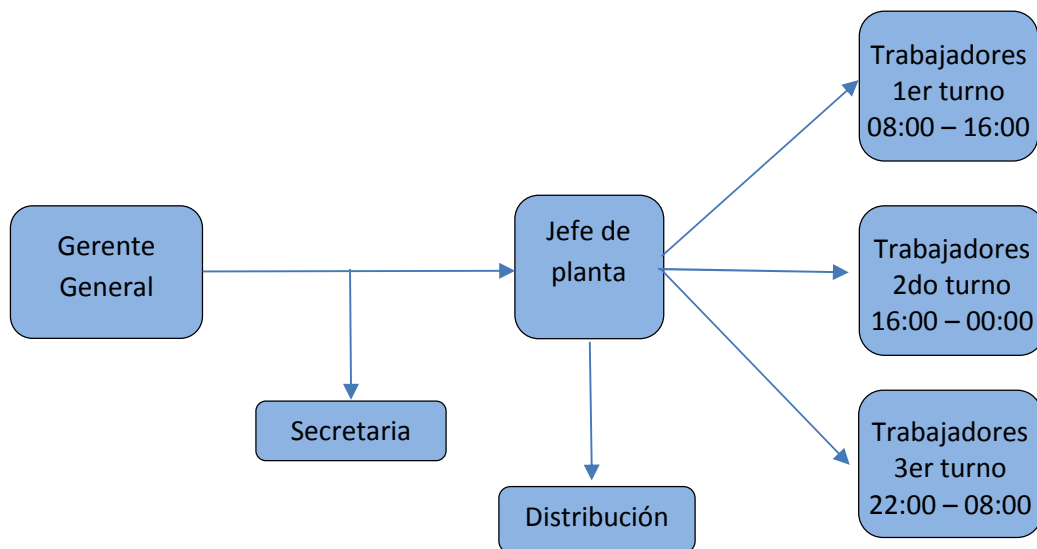 Trabajadores
1er turno
08:00 – 16:00
Gerente
General
Jefe de
planta
Trabajadores
2do turno
16:00 – 00:00
Secretaria
Trabajadores
3er turno
22:00 – 08:00
Distribución